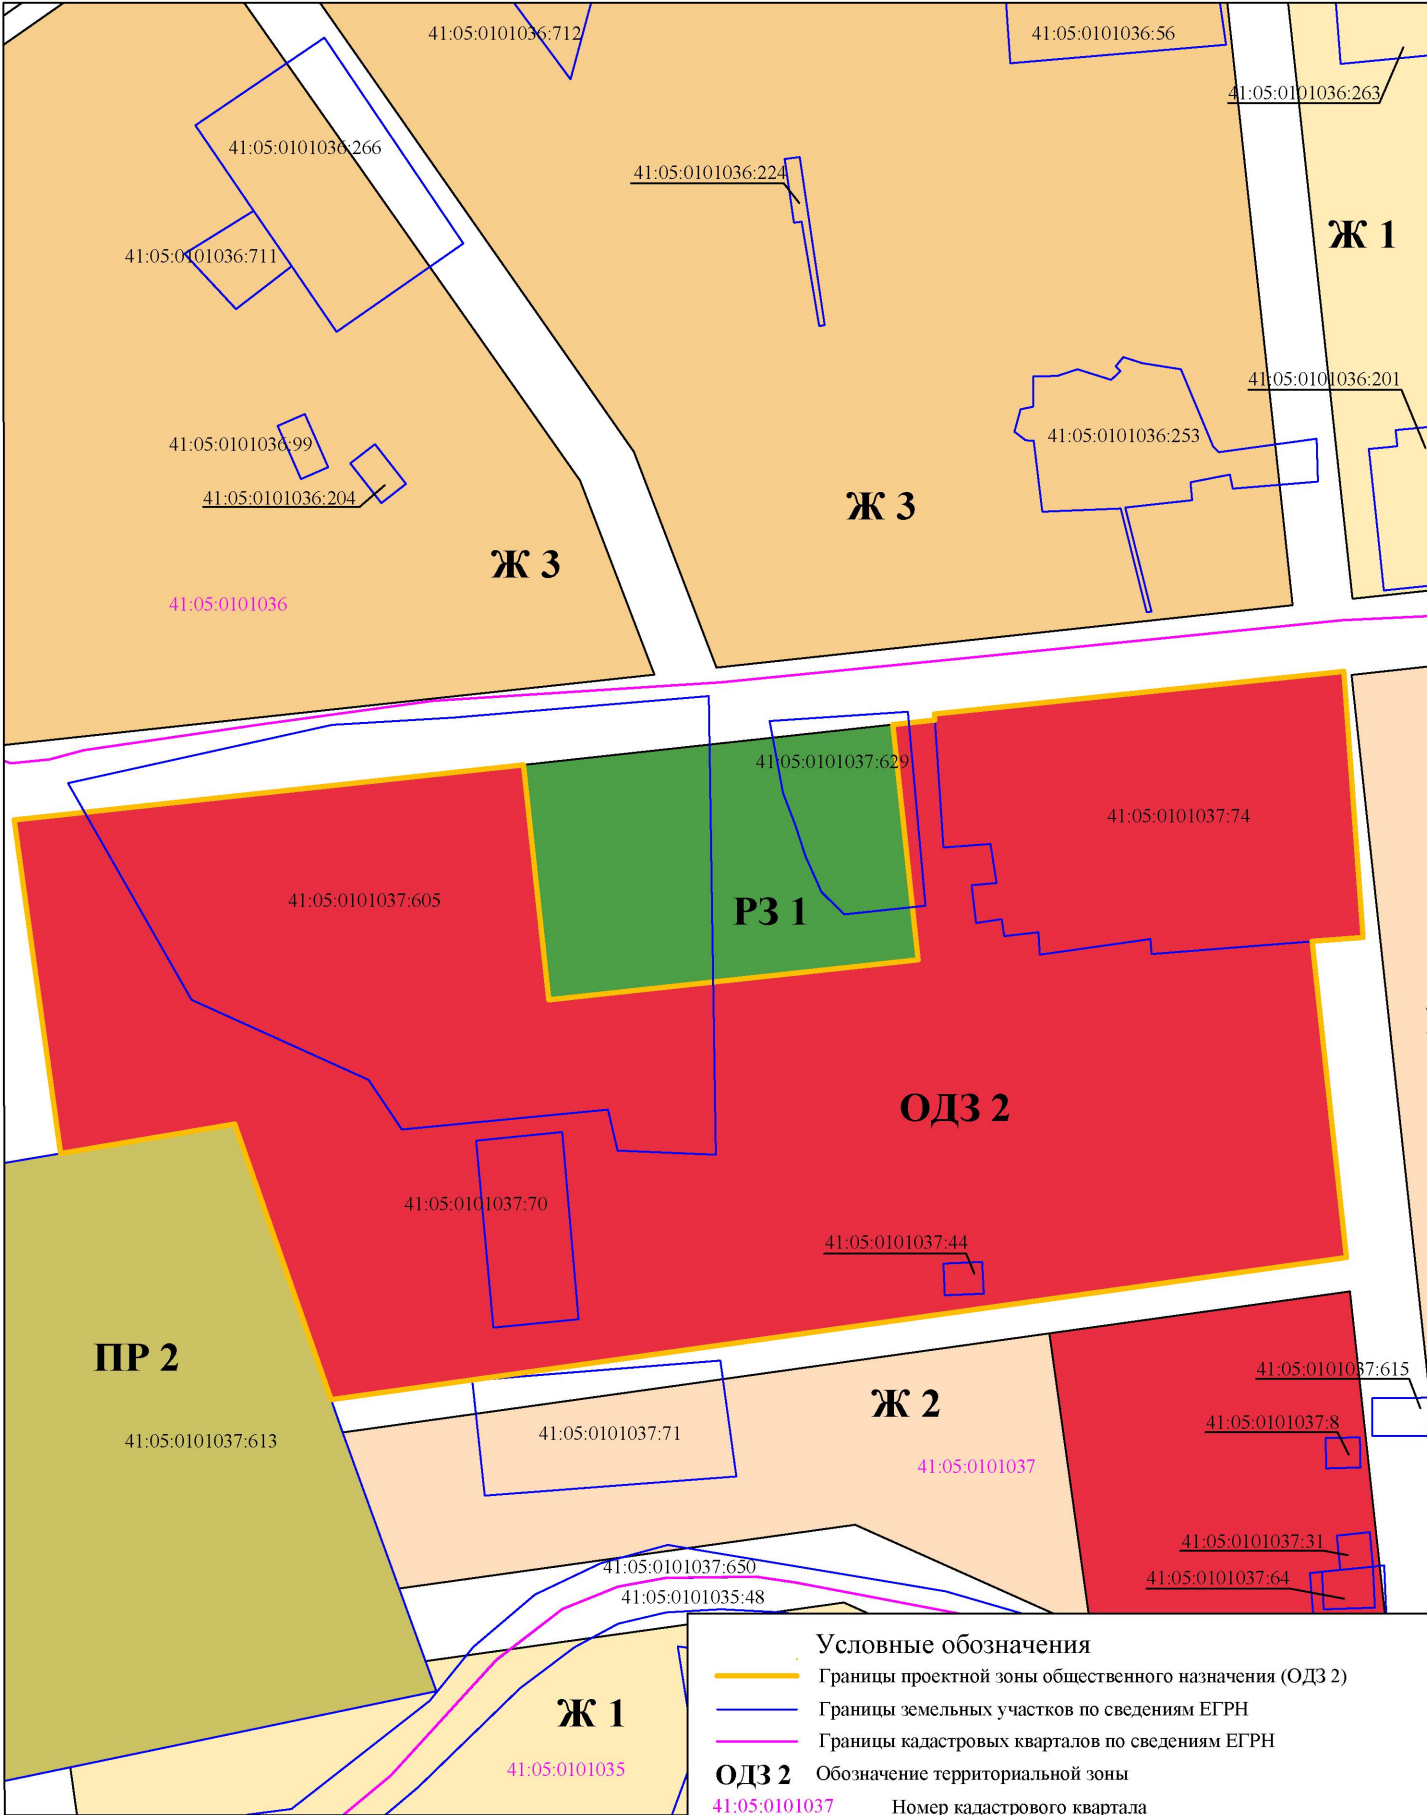 41:05:0101036:712
41:05:0101036:56
41:05:0101036:263
41:05:0101036:266
41:05:0101036:224
Ж 1
41:05:0101036:711
41:05:0101036:201
41:05:0101036:99
41:05:0101036:253
41:05:0101036:204
Ж 3
Ж 3
41:05:0101036
41:05:0101037:629
41:05:0101037:74
41:05:0101037:605
РЗ 1
ОДЗ 2
41:05:0101037:70
41:05:0101037:44
ПР 2
41:05:0101037:615
Ж 2
41:05:0101037:8
41:05:0101037:71
41:05:0101037:613
41:05:0101037
41:05:0101037:31
41:05:0101037:650
41:05:0101037:64
41:05:0101035:48
Ж 1
41:05:0101035
Условные обозначения
Границы проектной зоны общественного назначения (ОДЗ 2)
Границы земельных участков по сведениям ЕГРН
Границы кадастровых кварталов по сведениям ЕГРН
ОДЗ 2 Обозначение территориальной зоны
41:05:0101037 Номер кадастрового квартала